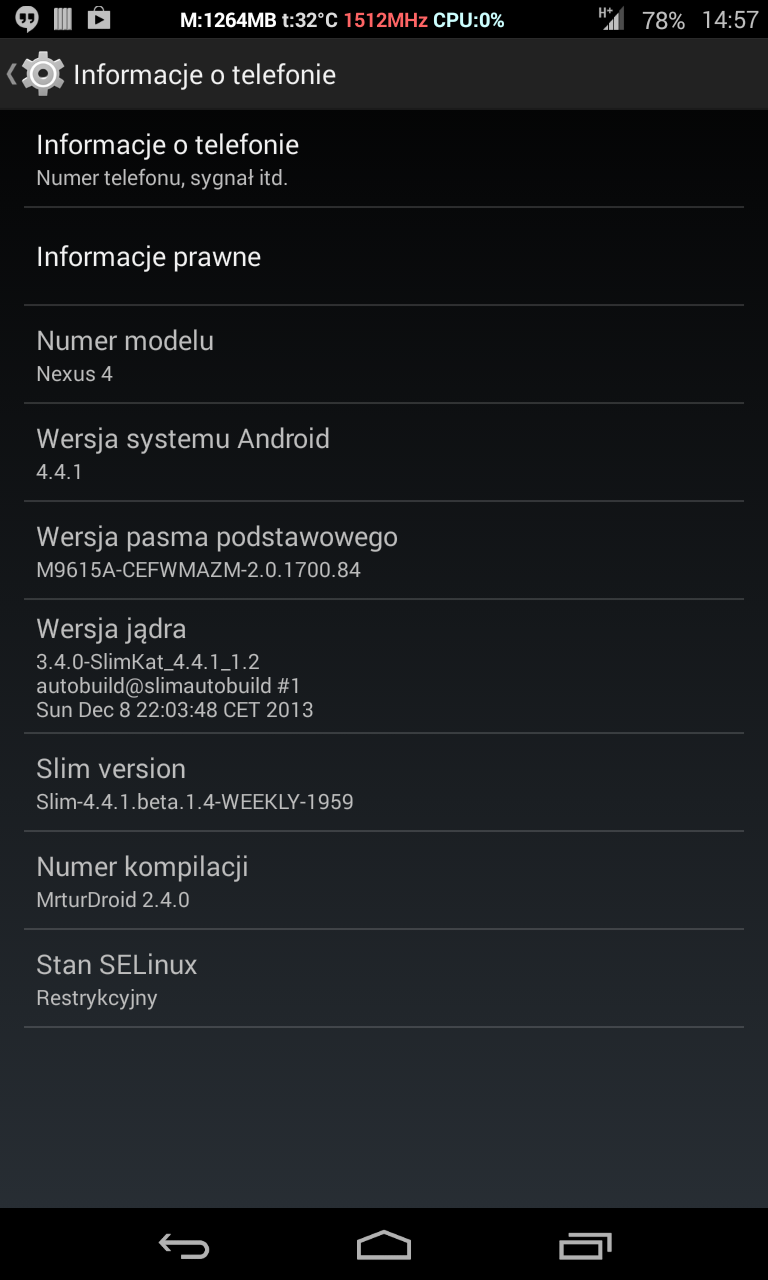 M:1264MB t:32°C 1512MHz CPU:0% H+ 78% 14:57
Informacje o telefonie
Informacje o telefonie
Numer telefonu, sygnał itd.
Informacje prawne
Numer modelu
Nexus 4
Wersja systemu Android
4.4.1
Wersja pasma podstawowego
M9615A-CEFWMAZM-2.0.1700.84
Wersja jądra
3.4.0-SlimKat_4.4.1_1.2
autobuild@slimautobuild #1
Sun Dec 8 22:03:48 CET 2013
Slim version
Slim-4.4.1.beta.1.4-WEEKLY-1959
Numer kompilacji
MrturDroid 2.4.0
Stan SELinux
Restrykcyjny